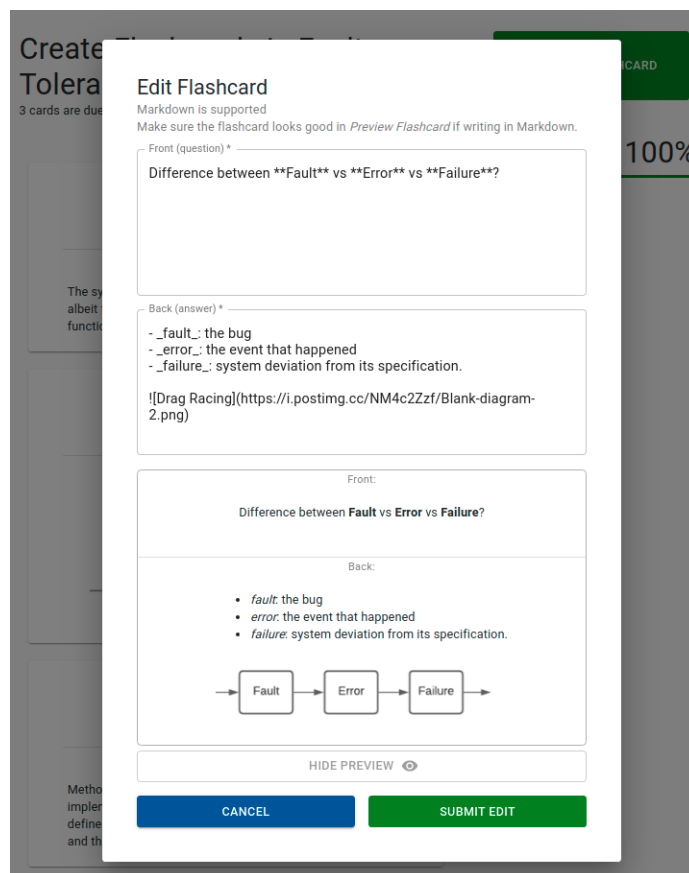 Create
Tolera
3 cards are due
HCARD
100%
The sy
albeit
functio
Metho
implem
define
and th
Edit Flashcard
Markdown is supported
Make sure the flashcard looks good in Preview Flashcard if writing in Markdown.
Front (question) *
Difference between **Fault** vs **Error** vs **Failure**?
Back (answer) *
- _fault_: the bug
- _error_: the event that happened
- _failure_: system deviation from its specification.
![Drag Racing](https://i.postimg.cc/NM4c2Zzf/Blank-diagram-
2.png)
Front:
Difference between Fault vs Error vs Failure?
Back:
• fault: the bug
• error: the event that happened
• failure: system deviation from its specification.
Fault Error Failure
HIDE PREVIEW
CANCEL SUBMIT EDIT